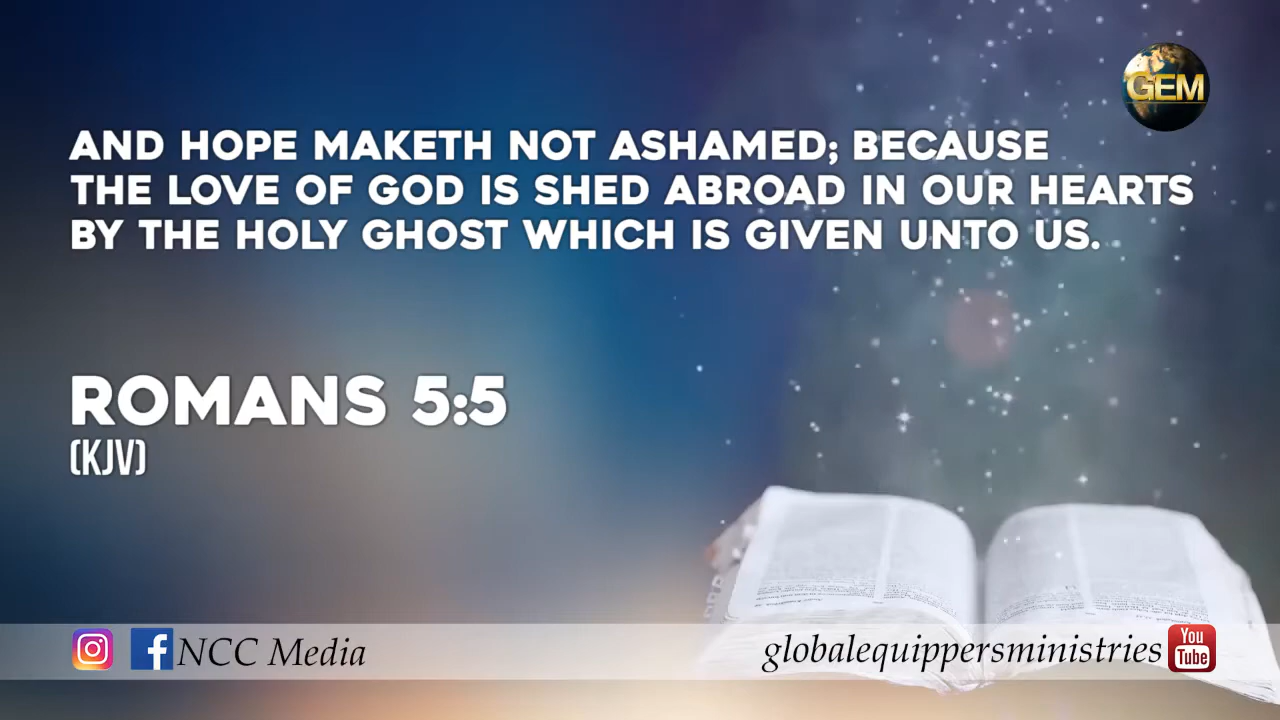 GEM
AND HOPE MAKETH NOT ASHAMED; BECAUSE
THE LOVE OF GOD IS SHED ABROAD IN OUR HEARTS
BY THE HOLY GHOST WHICH IS GIVEN UNTO US.
ROMANS 5:5
(KJV)
NCC Media
globalequippersministries
You
Tube